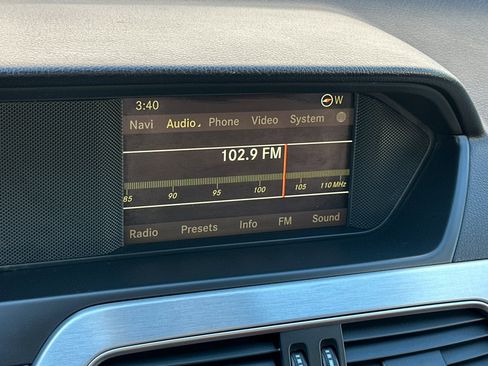 3:40 W
Navi Audio Phone Video System
102.9 FM
85 90 95 100 105 110 MHz
Radio Presets Info FM Sound